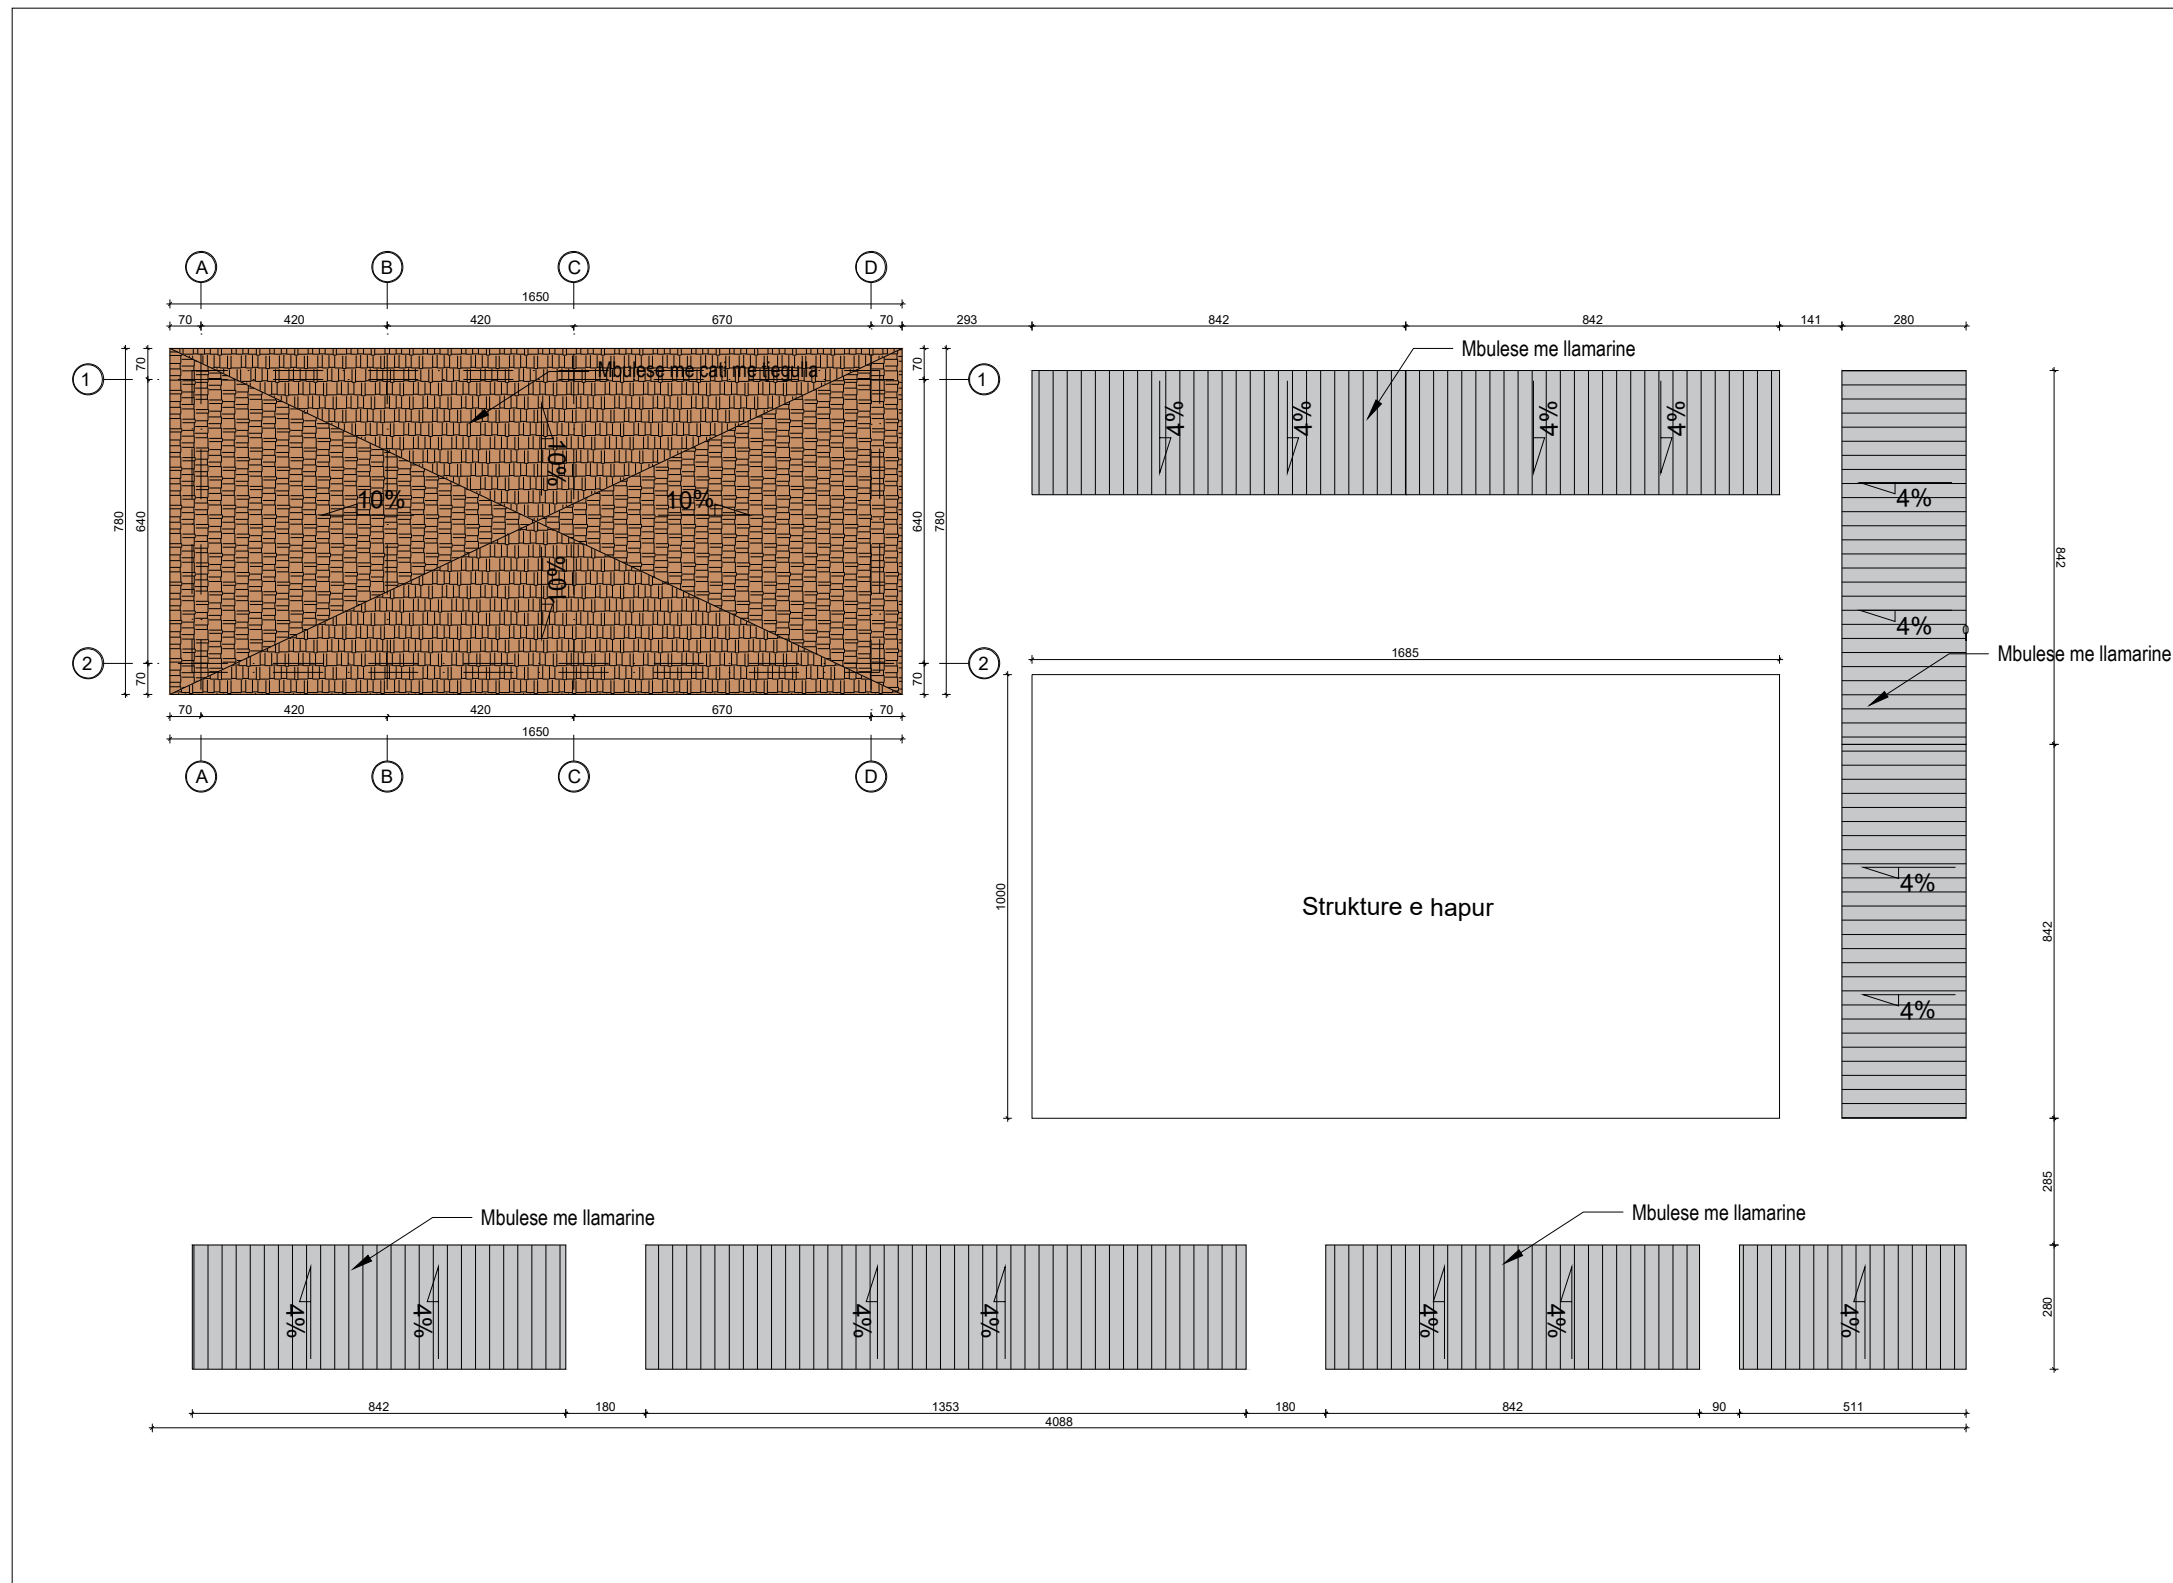 A B C D
1650
70 420 420 670 70 293 842 842 141 280
Mbulese me llamarine
1 70 70 1
Mbulese me cati me tjegulla
4% 4% 4% 4%
10%
10% 10%
780 640 640 780
10%
4%
842
4%
2 70 70 2
1685
Mbulese me llamarine
70 420 420 670 70
1650
A B C D
1000
Strukture e hapur
4%
842
4%
285
Mbulese me llamarine
Mbulese me llamarine
4% 4% 4% 4% 4% 4% 4%
280
842 180 1353 180 842 90 511
4088